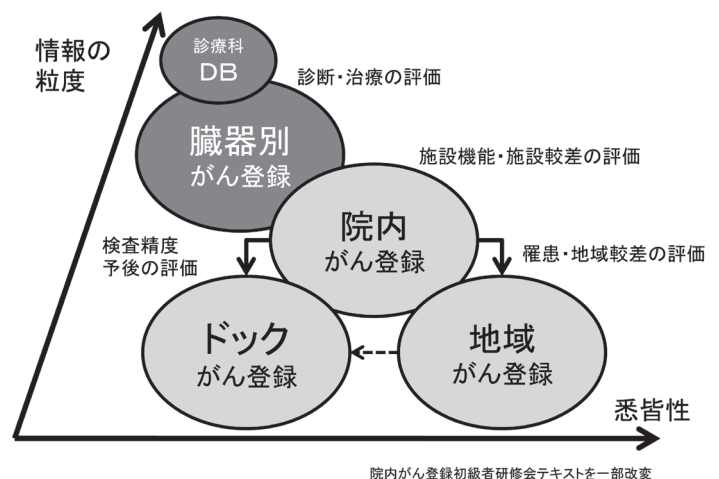 情報の
粒度
診療科
DB
診断・治療の評価
臓器別
がん登録
施設機能・施設較差の評価
院内
がん登録
検査精度
予後の評価
罹患・地域較差の評価
ドック
がん登録
地域
がん登録
悉皆性
院内がん登録初級者研修会テキストを一部改変